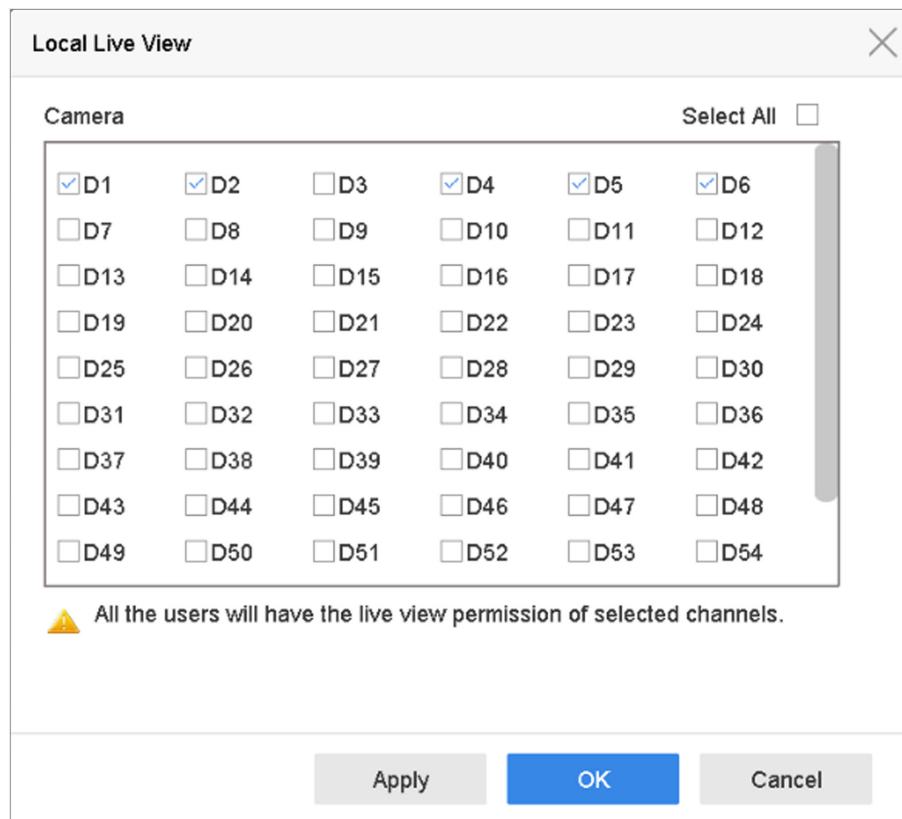 Local Live View
Camera Select All
D1 D2 D3 D4 D5 D6
D7 D8 D9 D10 D11 D12
D13 D14 D15 D16 D17 D18
D19 D20 D21 D22 D23 D24
D25 D26 D27 D28 D29 D30
D31 D32 D33 D34 D35 D36
D37 D38 D39 D40 D41 D42
D43 D44 D45 D46 D47 D48
D49 D50 D51 D52 D53 D54
All the users will have the live view permission of selected channels.
Apply OK Cancel